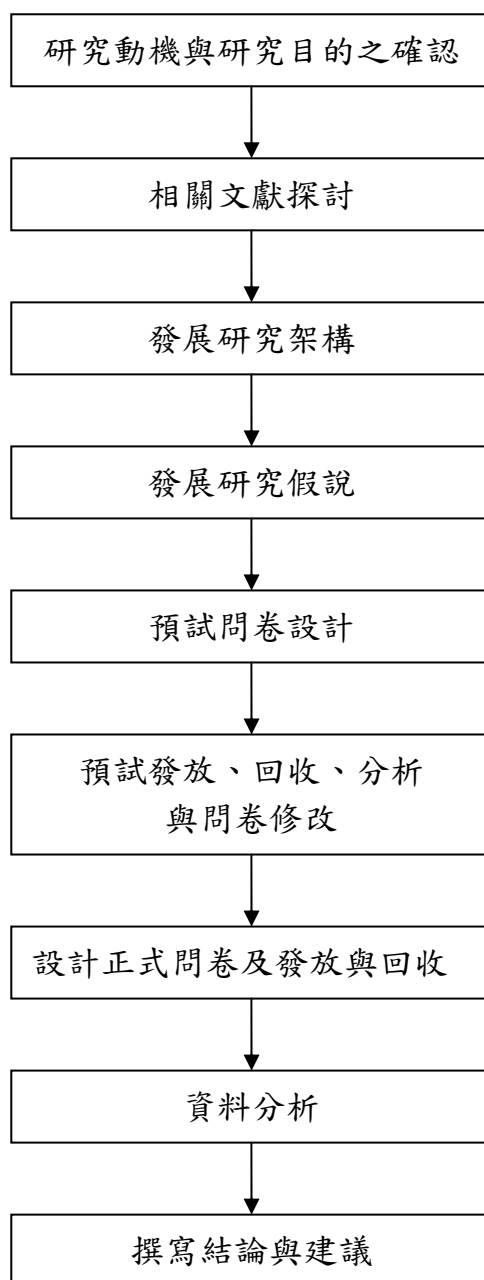 研究動機與研究目的之確認
相關文獻探討
發展研究架構
發展研究假說
預試問卷設計
預試發放、回收、分析
與問卷修改
設計正式問卷及發放與回收
資料分析
撰寫結論與建議